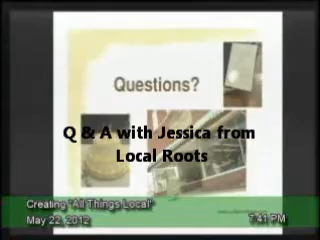 Questions?
Q & A with Jessica from
Local Roots
Creating "All Things Local"
May 22, 2012
7:41 PM